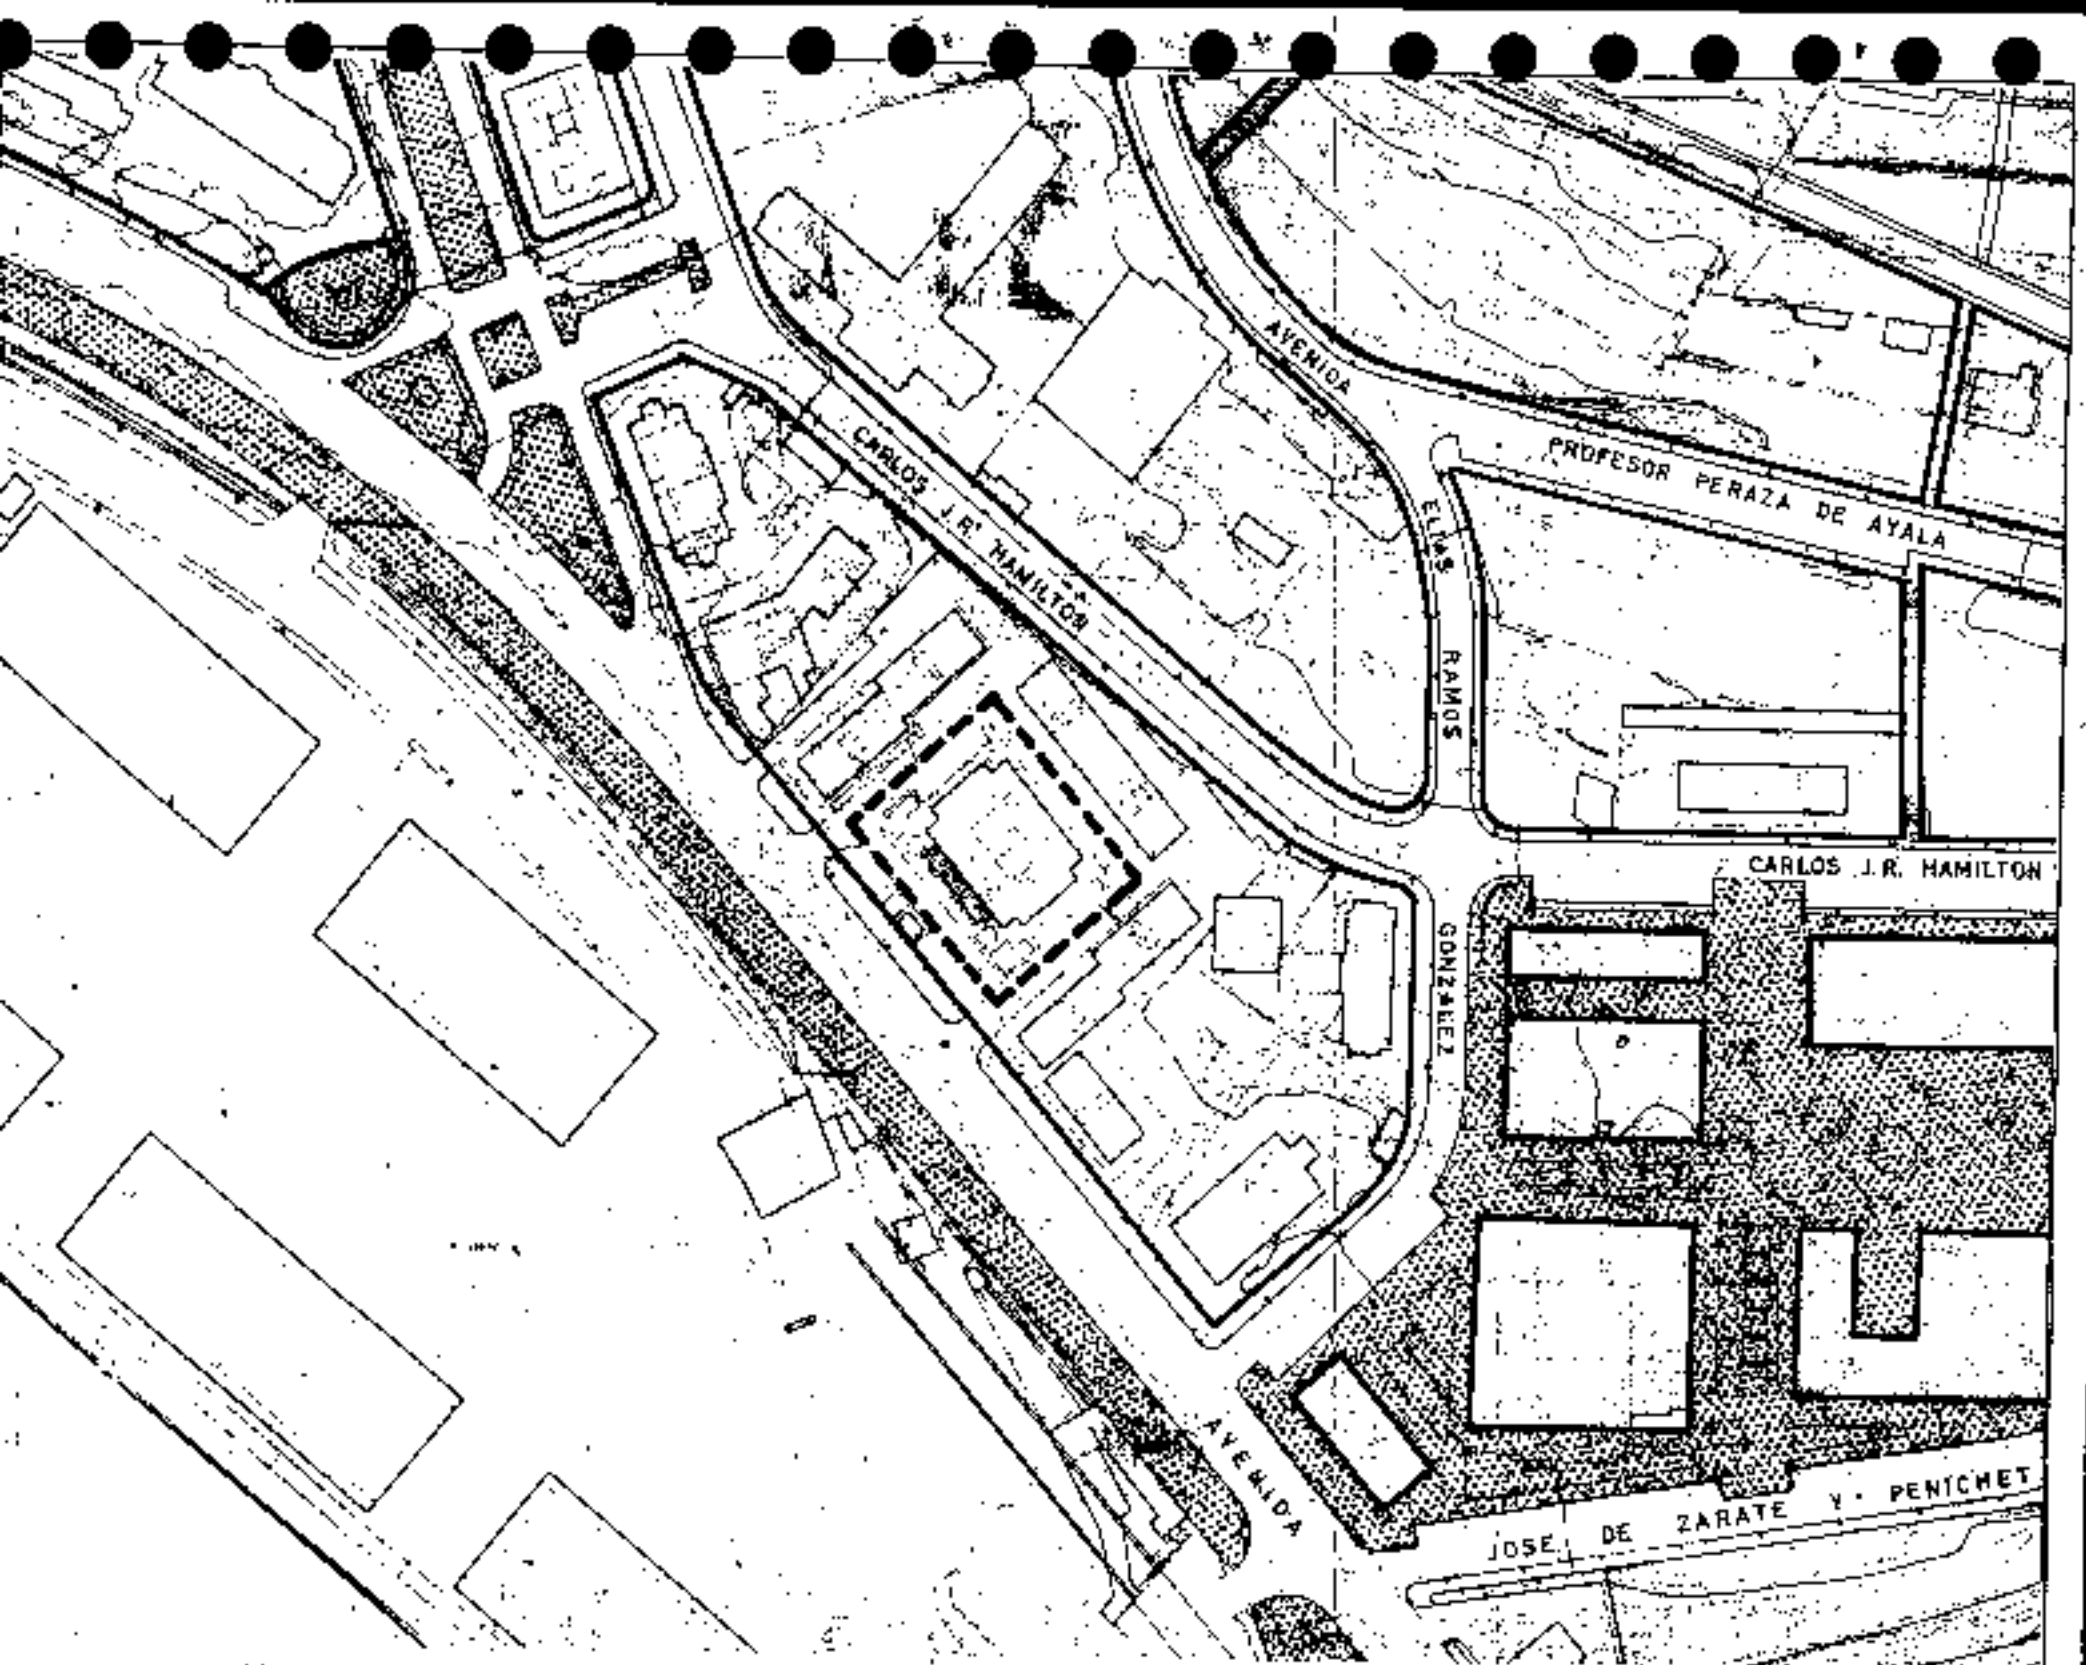 AVENIDA
PROFESOR PERAZA DE AYALA
CARLOS J.R. HAMILTON
ELIAS
RAMOS
CARLOS J.R. HAMILTON
GONZALEZ
AVENIDA
JOSE DE ZARATE Y PENICHET